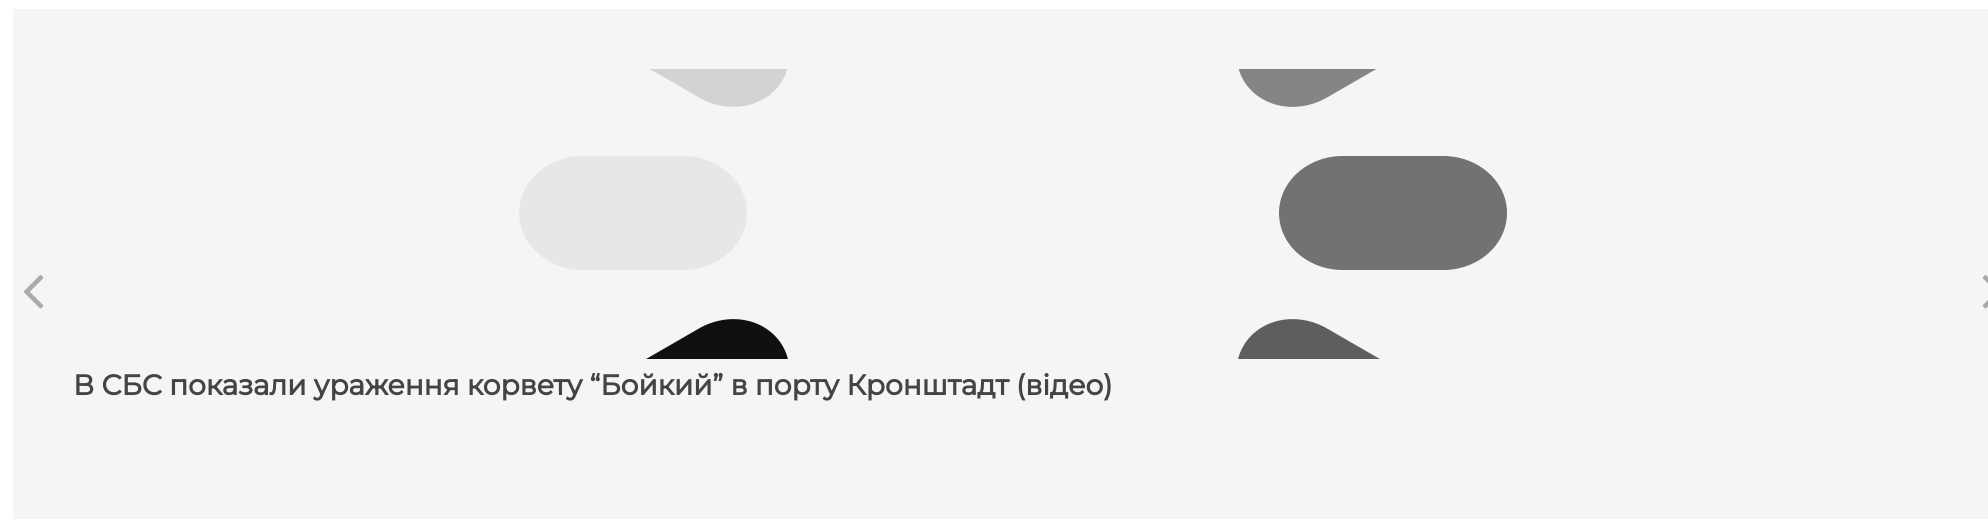 В СБС показали ураження корвету “Бойкий” в порту Кронштадт (відео)